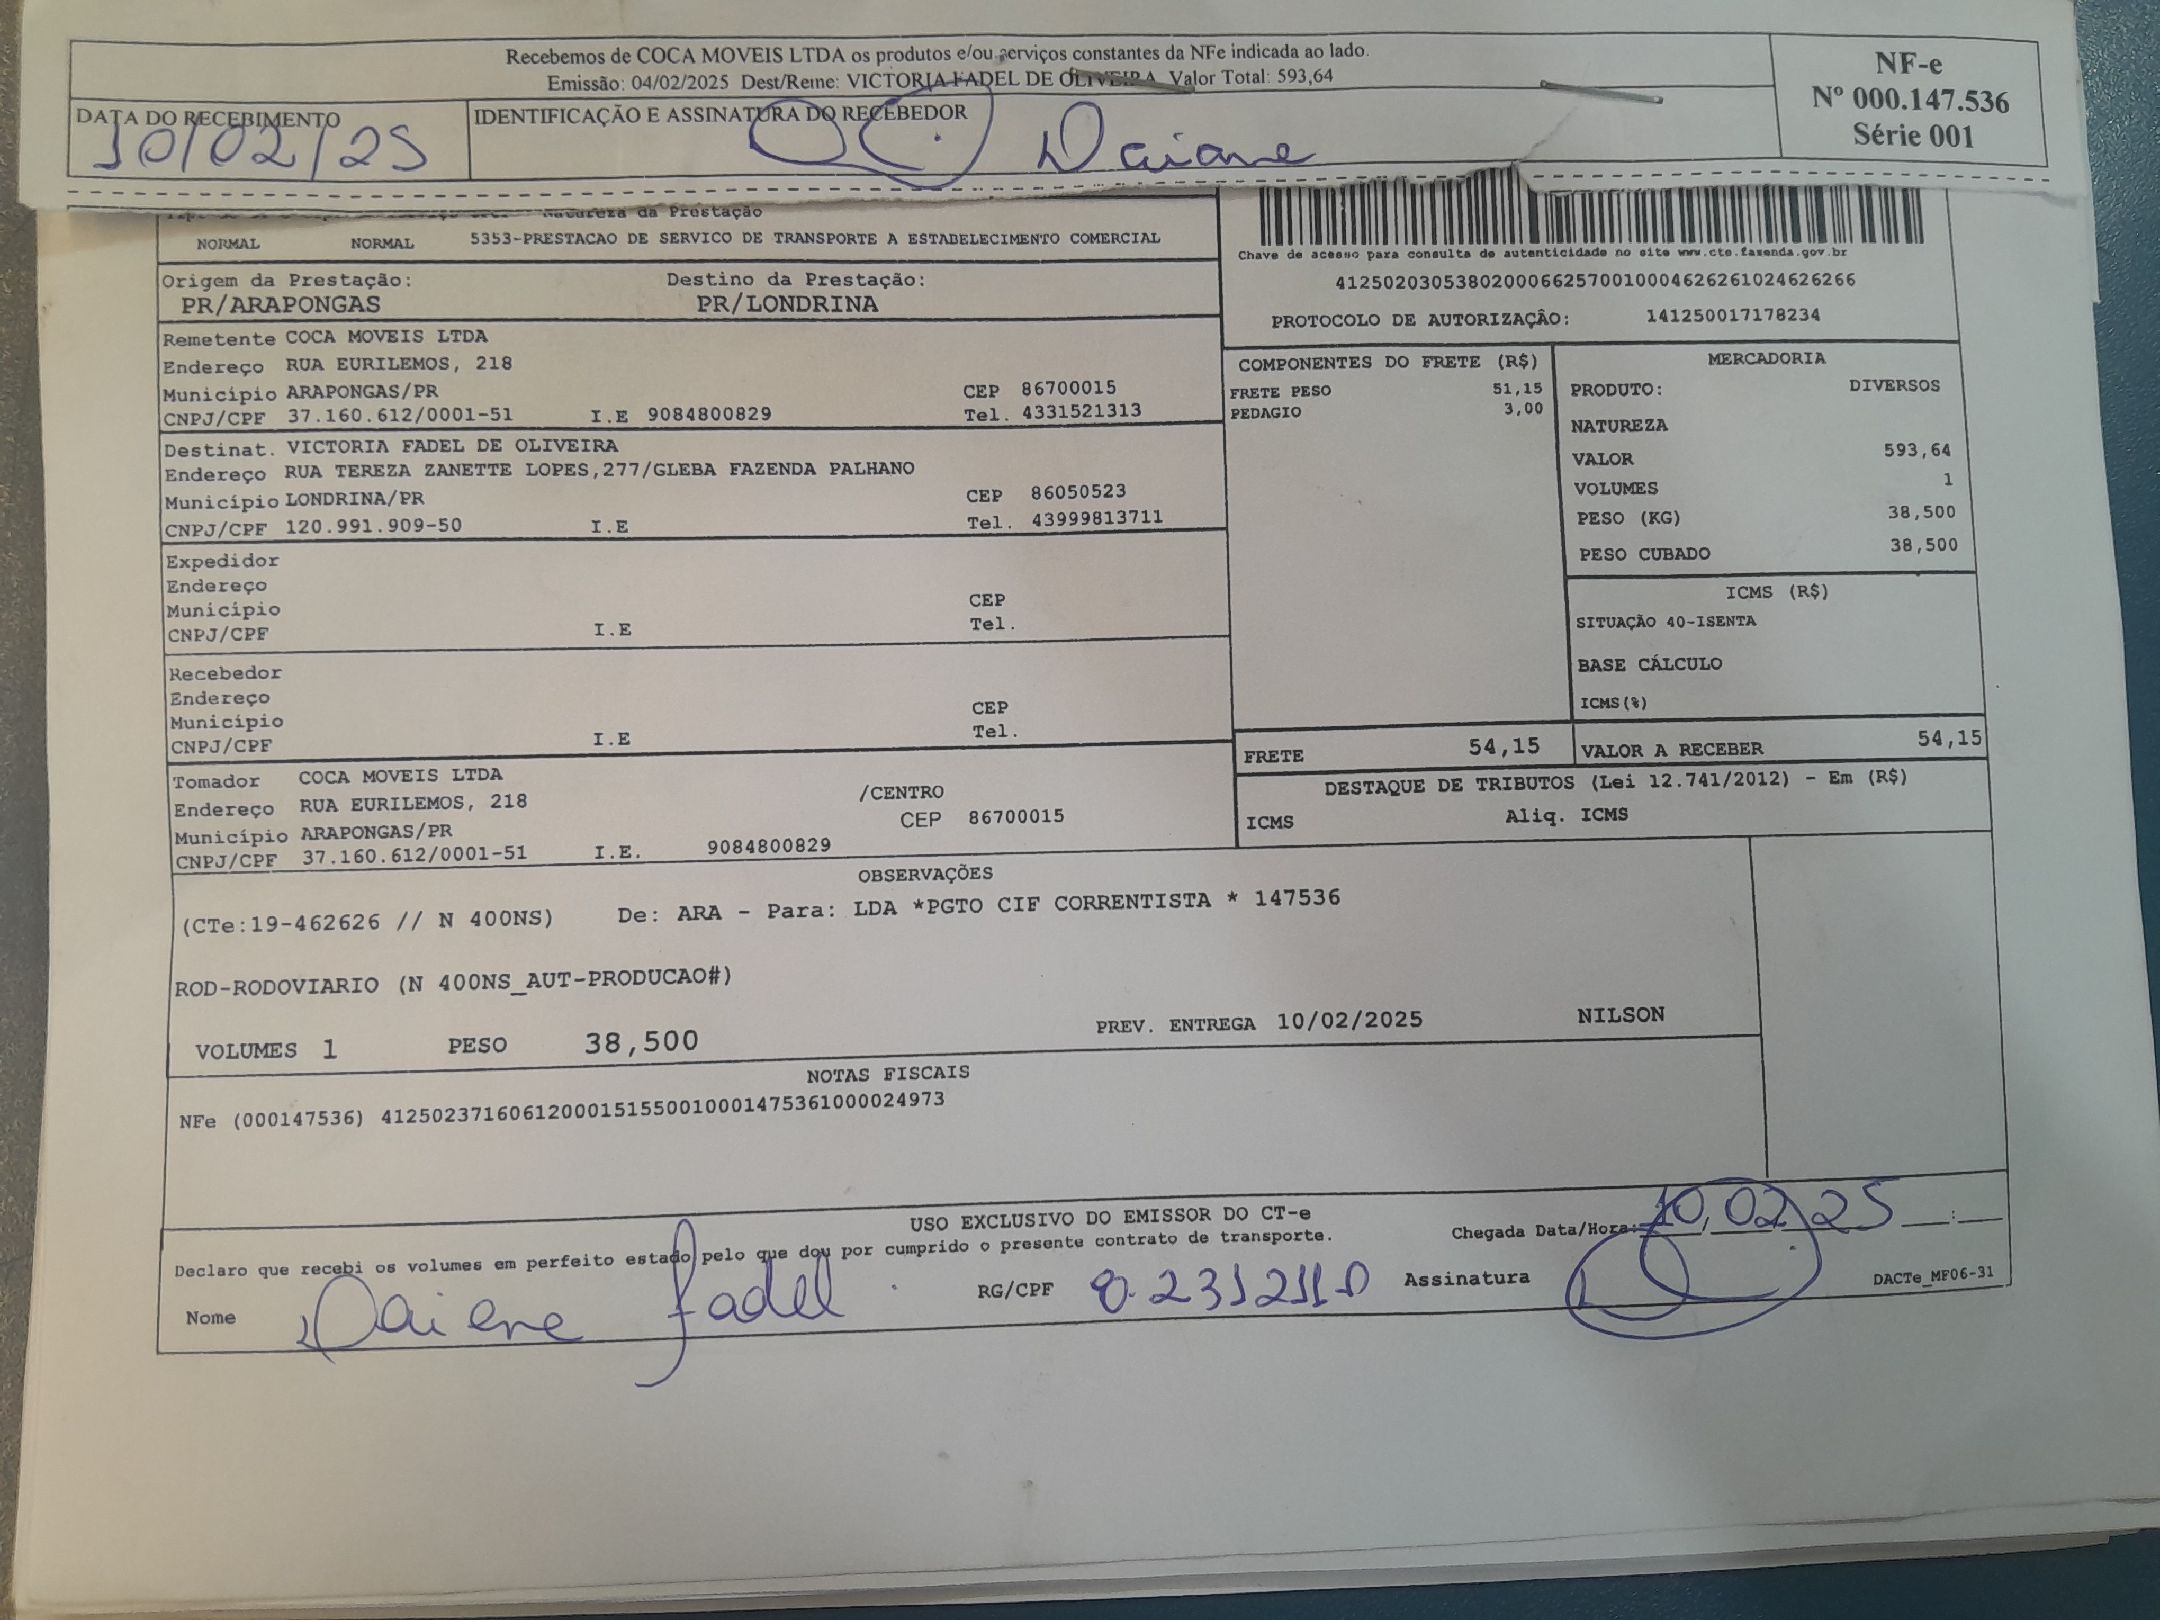 Recebemos de COCA MOVEIS LTDA os produtos e/ou serviços constantes da NFe indicada ao lado.
Emissão: 04/02/2025 Dest/Reme: VICTORIA FADEL DE OLIVEIRA Valor Total: 593,64
NF-e
Nº 000.147.536
Série 001
DATA DO RECEBIMENTO
10/02/25
IDENTIFICAÇÃO E ASSINATURA DO RECEBEDOR
Daiane
Natureza da Prestação
NORMAL NORMAL 5353-PRESTACAO DE SERVICO DE TRANSPORTE A ESTABELECIMENTO COMERCIAL
Chave de acesso para consulta de autenticidade no site www.cte.fazenda.gov.br
41250203053802000662570010004626261024626266
PROTOCOLO DE AUTORIZAÇÃO: 141250017178234
Origem da Prestação: Destino da Prestação:
PR/ARAPONGAS PR/LONDRINA
Remetente COCA MOVEIS LTDA
Endereço RUA EURILEMOS, 218
Município ARAPONGAS/PR CEP 86700015
CNPJ/CPF 37.160.612/0001-51 I.E 9084800829 Tel. 4331521313
Destinat. VICTORIA FADEL DE OLIVEIRA
Endereço RUA TEREZA ZANETTE LOPES,277/GLEBA FAZENDA PALHANO
Município LONDRINA/PR CEP 86050523
CNPJ/CPF 120.991.909-50 I.E Tel. 43999813711
Expedidor
Endereço
Município CEP
CNPJ/CPF I.E Tel.
Recebedor
Endereço
Município CEP
CNPJ/CPF I.E Tel.
Tomador COCA MOVEIS LTDA
Endereço RUA EURILEMOS, 218 /CENTRO
Município ARAPONGAS/PR CEP 86700015
CNPJ/CPF 37.160.612/0001-51 I.E. 9084800829
COMPONENTES DO FRETE (R$)
FRETE PESO 51,15
PEDAGIO 3,00
MERCADORIA
PRODUTO: DIVERSOS
NATUREZA
VALOR 593,64
VOLUMES 1
PESO (KG) 38,500
PESO CUBADO 38,500
ICMS (R$)
SITUAÇÃO 40-ISENTA
BASE CÁLCULO
ICMS(%)
FRETE 54,15 VALOR A RECEBER 54,15
DESTAQUE DE TRIBUTOS (Lei 12.741/2012) - Em (R$)
ICMS Aliq. ICMS
OBSERVAÇÕES
(CTe:19-462626 // N 400NS) De: ARA - Para: LDA *PGTO CIF CORRENTISTA * 147536
ROD-RODOVIARIO (N 400NS_AUT-PRODUCAO#)
VOLUMES 1 PESO 38,500 PREV. ENTREGA 10/02/2025 NILSON
NOTAS FISCAIS
NFe (000147536) 41250237160612000151550010001475361000024973
USO EXCLUSIVO DO EMISSOR DO CT-e
Declaro que recebi os volumes em perfeito estado pelo que dou por cumprido o presente contrato de transporte.
Chegada Data/Hora: 10/02/25 __:__
Nome Daiene fadel RG/CPF Assinatura
DACTe_MF06-31